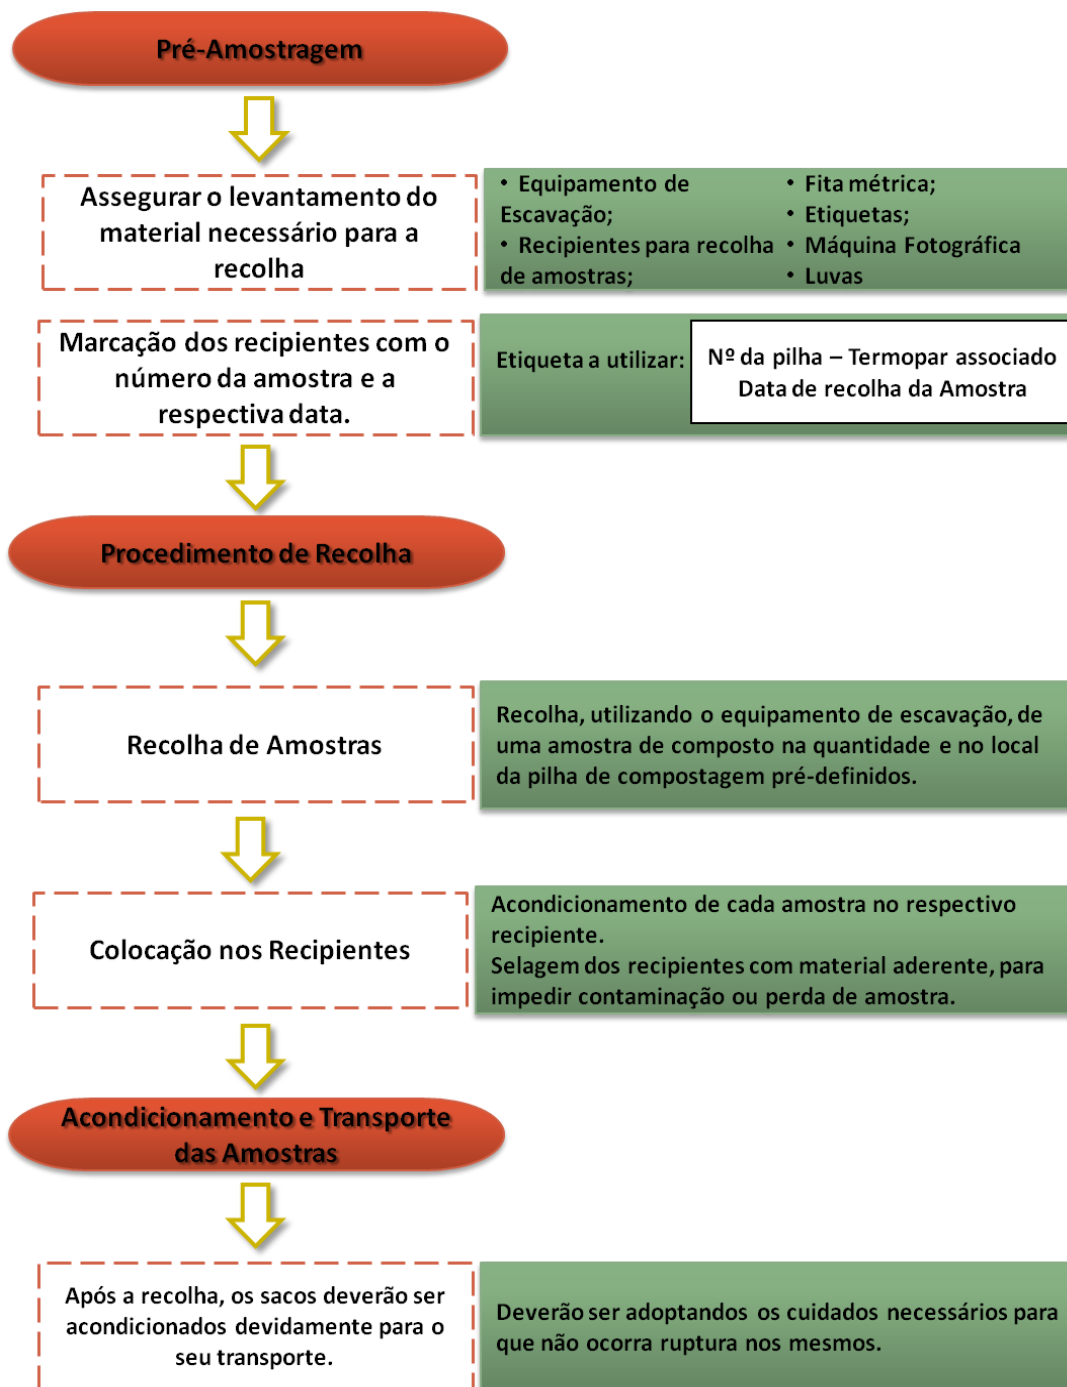 Pré-Amostragem
Assegurar o levantamento do
material necessário para a
recolha
• Equipamento de
Escavação;
• Recipientes para recolha
de amostras;
• Fita métrica;
• Etiquetas;
• Máquina Fotográfica
• Luvas
Marcação dos recipientes com o
número da amostra e a
respectiva data.
Etiqueta a utilizar:
Nº da pilha – Termopar associado
Data de recolha da Amostra
Procedimento de Recolha
Recolha de Amostras
Recolha, utilizando o equipamento de escavação, de
uma amostra de composto na quantidade e no local
da pilha de compostagem pré-definidos.
Colocação nos Recipientes
Acondicionamento de cada amostra no respectivo
recipiente.
Selagem dos recipientes com material aderente, para
impedir contaminação ou perda de amostra.
Acondicionamento e Transporte
das Amostras
Após a recolha, os sacos deverão ser
acondicionados devidamente para o
seu transporte.
Deverão ser adoptandos os cuidados necessários para
que não ocorra ruptura nos mesmos.